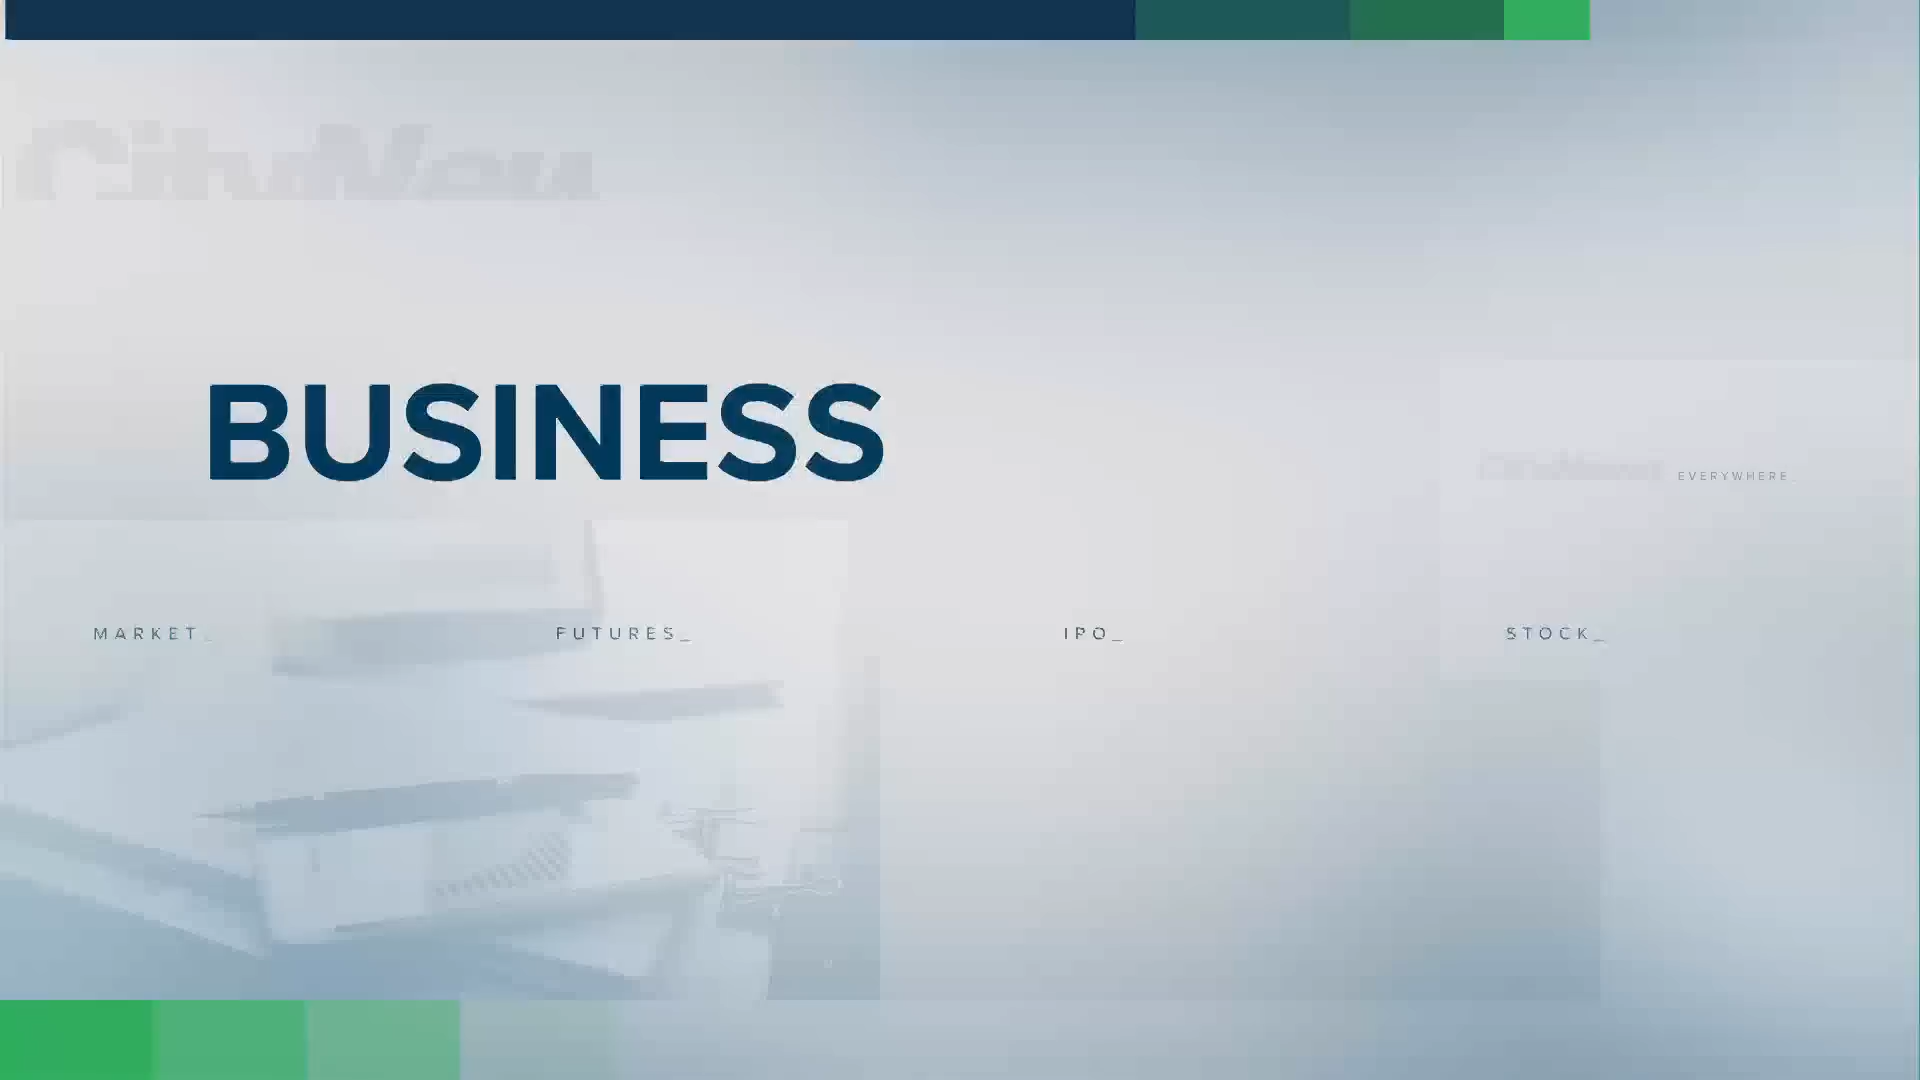 BUSINESS
EVERYWHERE_
MARKET_
FUTURES_
IPO_
STOCK_